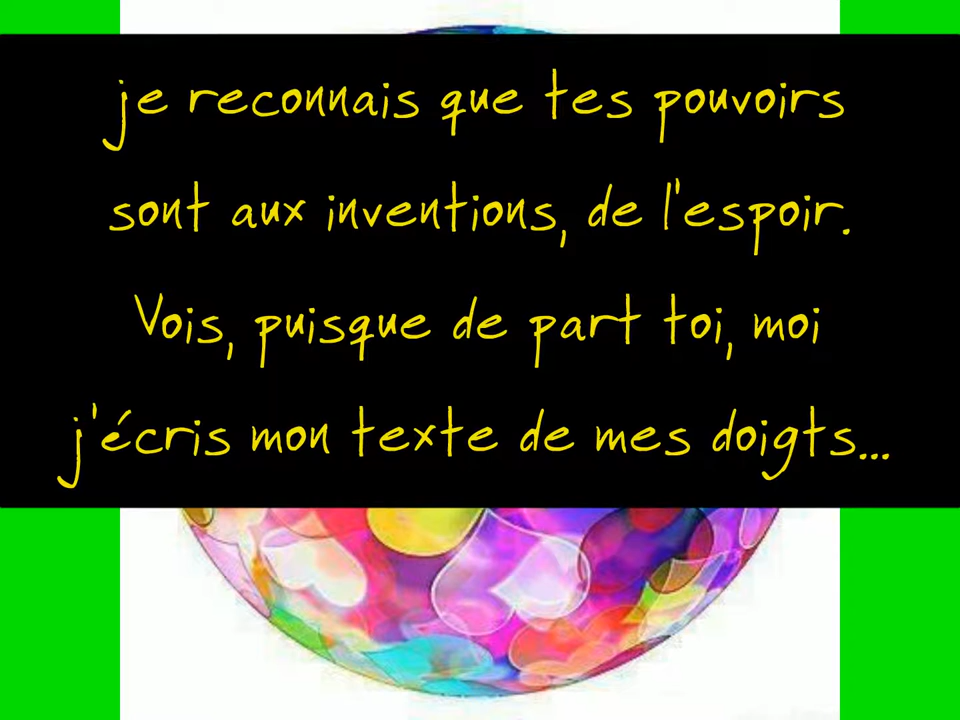 je reconnais que tes pouvoirs
sont aux inventions, de l'espoir.
Vois, puisque de part toi, moi
j'écris mon texte de mes doigts...